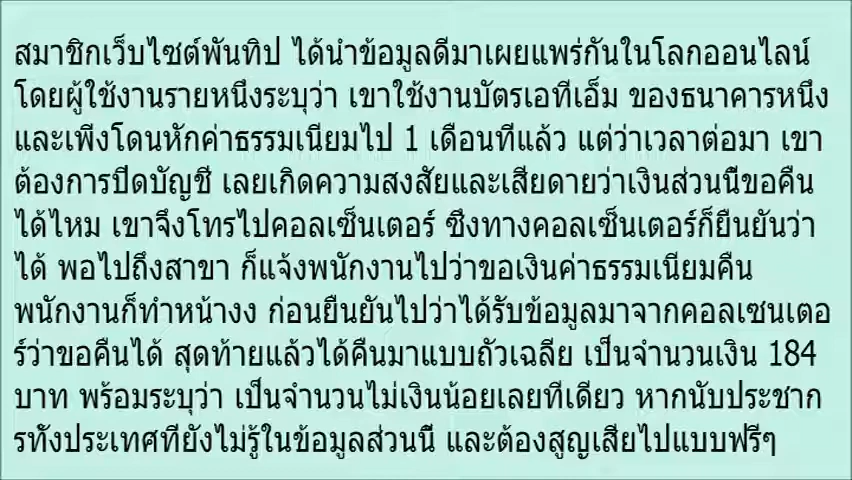 สมาชิกเว็บไซต์พันทิป ได้นำข้อมูลดีมาเผยแพร่กันในโลกออนไลน์
โดยผู้ใช้งานรายหนึ่งระบุว่า เขาใช้งานบัตรเอทีเอ็ม ของธนาคารหนึ่ง
และเพิ่งโดนหักค่าธรรมเนียมไป 1 เดือนที่แล้ว แต่ว่าเวลาต่อมา เขา
ต้องการปิดบัญชี เลยเกิดความสงสัยและเสียดายว่าเงินส่วนนี้ขอคืน
ได้ไหม เขาจึงโทรไปคอลเซ็นเตอร์ ซึ่งทางคอลเซ็นเตอร์ก็ยืนยันว่า
ได้ พอไปถึงสาขา ก็แจ้งพนักงานไปว่าขอเงินค่าธรรมเนียมคืน
พนักงานก็ทำหน้างง ก่อนยืนยันไปว่าได้รับข้อมูลมาจากคอลเซนเตอ
ร์ว่าขอคืนได้ สุดท้ายแล้วได้คืนมาแบบถัวเฉลี่ย เป็นจำนวนเงิน 184
บาท พร้อมระบุว่า เป็นจำนวนไม่เงินน้อยเลยทีเดียว หากนับประชาก
รทั้งประเทศที่ยังไม่รู้ในข้อมูลส่วนนี้ และต้องสูญเสียไปแบบฟรีๆ